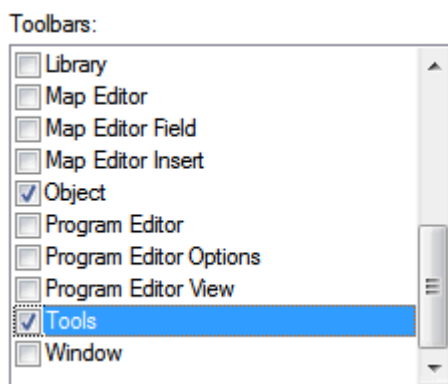 Toolbars:
Library
Map Editor
Map Editor Field
Map Editor Insert
Object
Program Editor
Program Editor Options
Program Editor View
Tools
Window